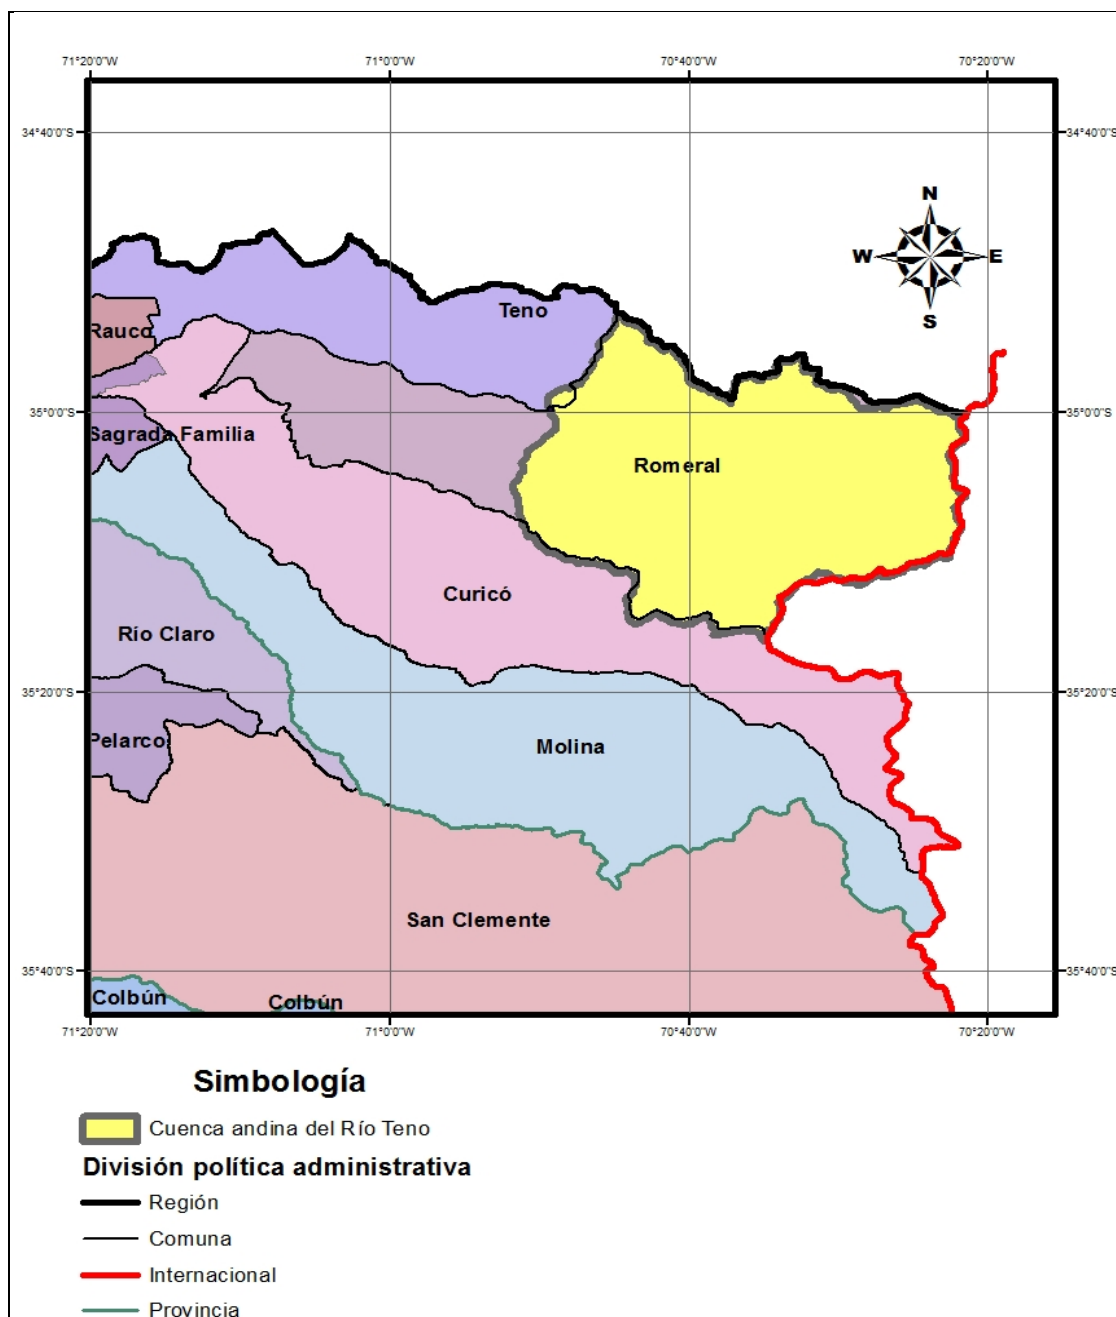 71°20'0"W 71°0'0"W 70°40'0"W 70°20'0"W
34°40'0"S 34°40'0"S
N
W E
S
Teno
Rauco
35°0'0"S 35°0'0"S
Sagrada Familia
Romeral
Curicó
Río Claro
35°20'0"S 35°20'0"S
Pelarco
Molina
San Clemente
35°40'0"S 35°40'0"S
Colbún Colbún
71°20'0"W 71°0'0"W 70°40'0"W 70°20'0"W
Simbología
Cuenca andina del Río Teno
División política administrativa
Región
Comuna
Internacional
Provincia